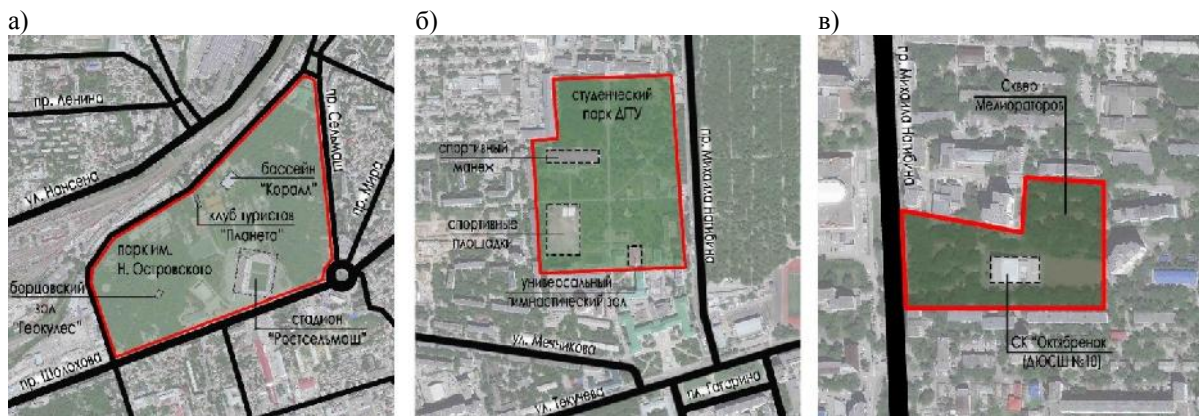 а)
б)
в)
пр. Ленина
ул. Нансена
пр. Сельмаш
пр. Мира
бассейн
"Коралл"
клуб туристов
"Планета"
парк им.
Н. Островского
борцовский
зал
"Геркулес"
стадион
"Ростсельмаш"
пр. Шолохова
студенческий
парк ДГТУ
спортивный
манеж
спортивные
площадки
универсальный
гимнастический зал
пр. Михаила Нагибина
ул. Мечникова
ул. Текучева
пл. Гагарина
пр. Михаила Нагибина
Сквер
Мелиораторов
СК "Октябренок"
(ДЮСШ №10)